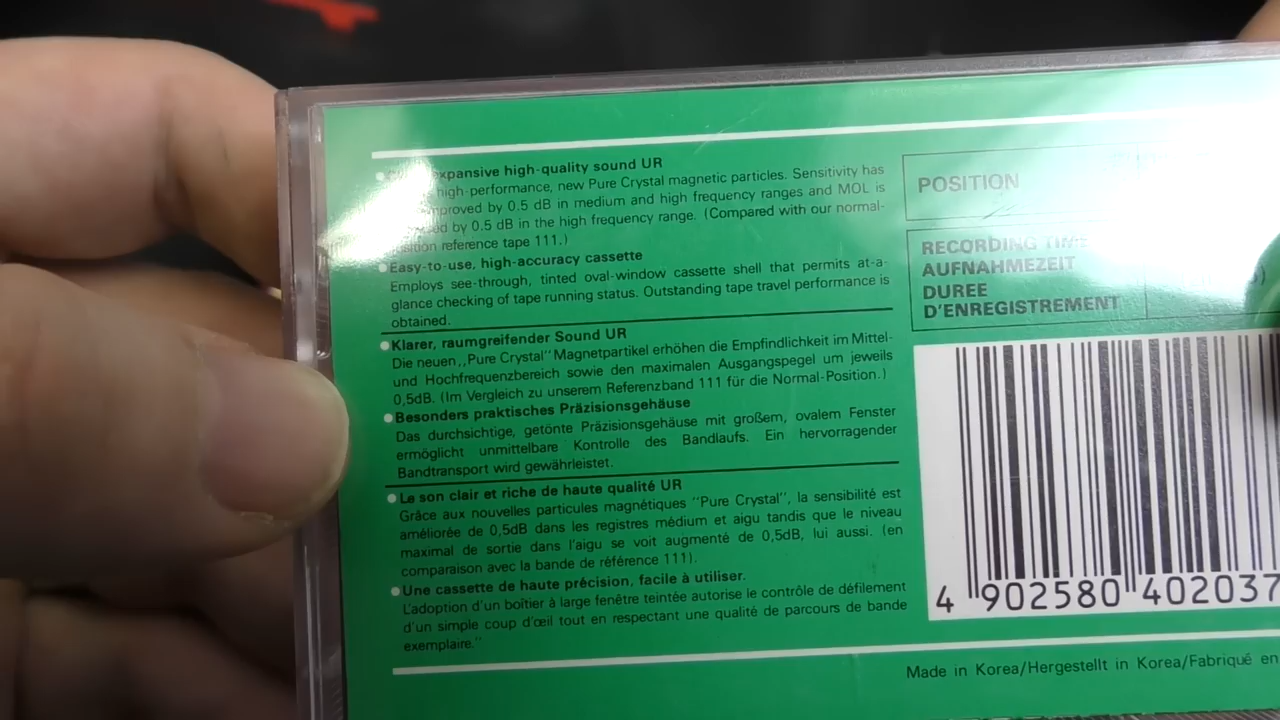 expansive high-quality sound UR
high-performance, new Pure Crystal magnetic particles. Sensitivity has
improved by 0.5 dB in medium and high frequency ranges and MOL is
by 0.5 dB in the high frequency range. (Compared with our normal-
position reference tape 111.)
●Easy-to-use, high-accuracy cassette
Employs see-through, tinted oval-window cassette shell that permits at-a-
glance checking of tape running status. Outstanding tape travel performance is
obtained.
●Klarer, raumgreifender Sound UR
Die neuen „Pure Crystal" Magnetpartikel erhöhen die Empfindlichkeit im Mittel-
und Hochfrequenzbereich sowie den maximalen Ausgangspegel um jeweils
0,5dB. (Im Vergleich zu unserem Referenzband 111 für die Normal-Position.)
●Besonders praktisches Präzisionsgehäuse
Das durchsichtige, getönte Präzisionsgehäuse mit großem, ovalem Fenster
ermöglicht unmittelbare Kontrolle des Bandlaufs. Ein hervorragender
Bandtransport wird gewährleistet.
●Le son clair et riche de haute qualité UR
Grâce aux nouvelles particules magnétiques "Pure Crystal", la sensibilité est
améliorée de 0,5dB dans les registres médium et aigu tandis que le niveau
maximal de sortie dans l'aigu se voit augmenté de 0,5dB, lui aussi. (en
comparaison avec la bande de référence 111).
●Une cassette de haute précision, facile à utiliser.
L'adoption d'un boîtier à large fenêtre teintée autorise le contrôle de défilement
d'un simple coup d'œil tout en respectant une qualité de parcours de bande
exemplaire."
POSITION
RECORDING TIME
AUFNAHMEZEIT
DUREE
D'ENREGISTREMENT
4 902580 402037
Made in Korea/Hergestellt in Korea/Fabriqué en